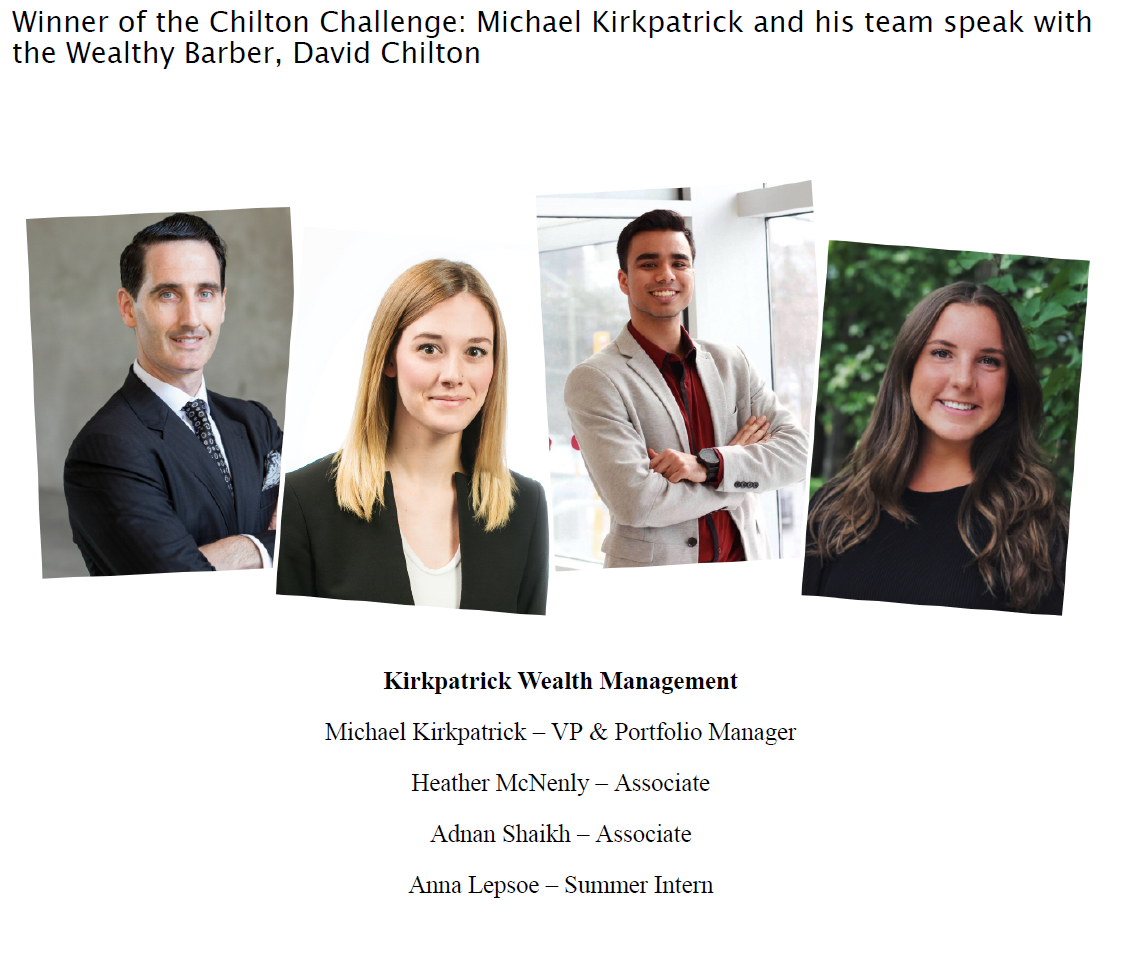 Winner of the Chilton Challenge: Michael Kirkpatrick and his team speak with
the Wealthy Barber, David Chilton
Kirkpatrick Wealth Management
Michael Kirkpatrick – VP & Portfolio Manager
Heather McNenly – Associate
Adnan Shaikh – Associate
Anna Lepsoe – Summer Intern